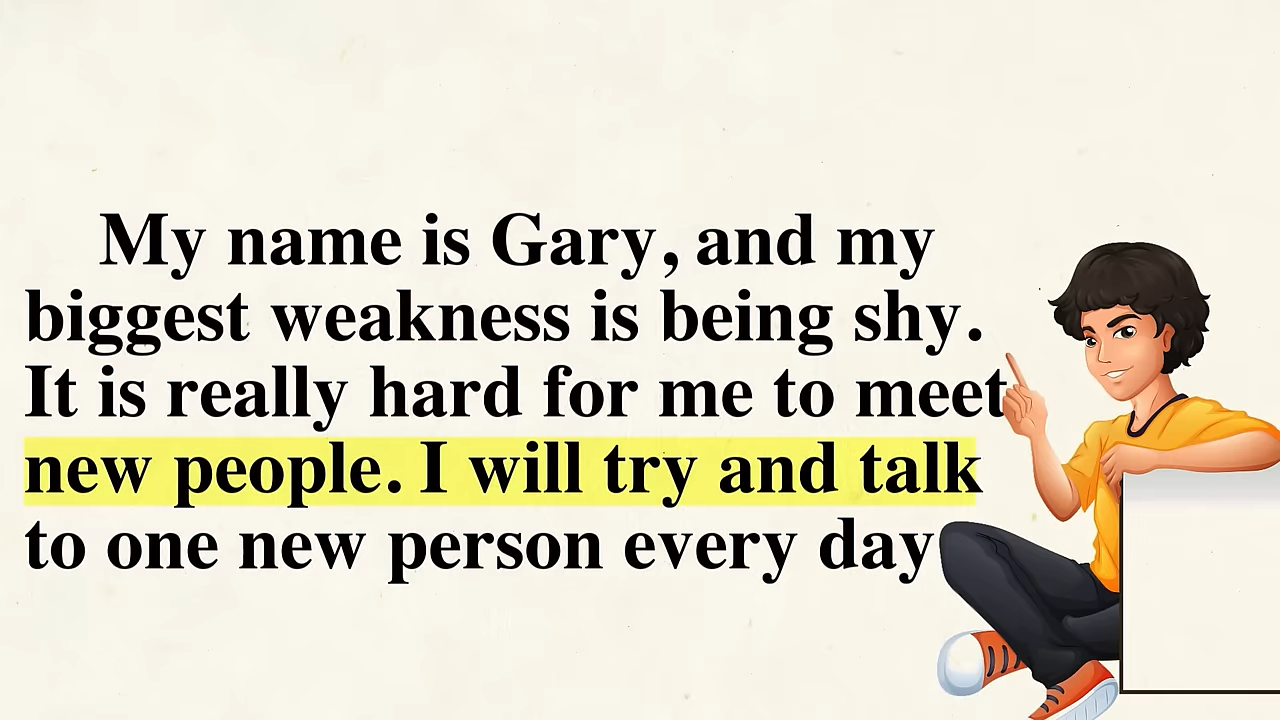 My name is Gary, and my
biggest weakness is being shy.
It is really hard for me to meet
new people. I will try and talk
to one new person every day